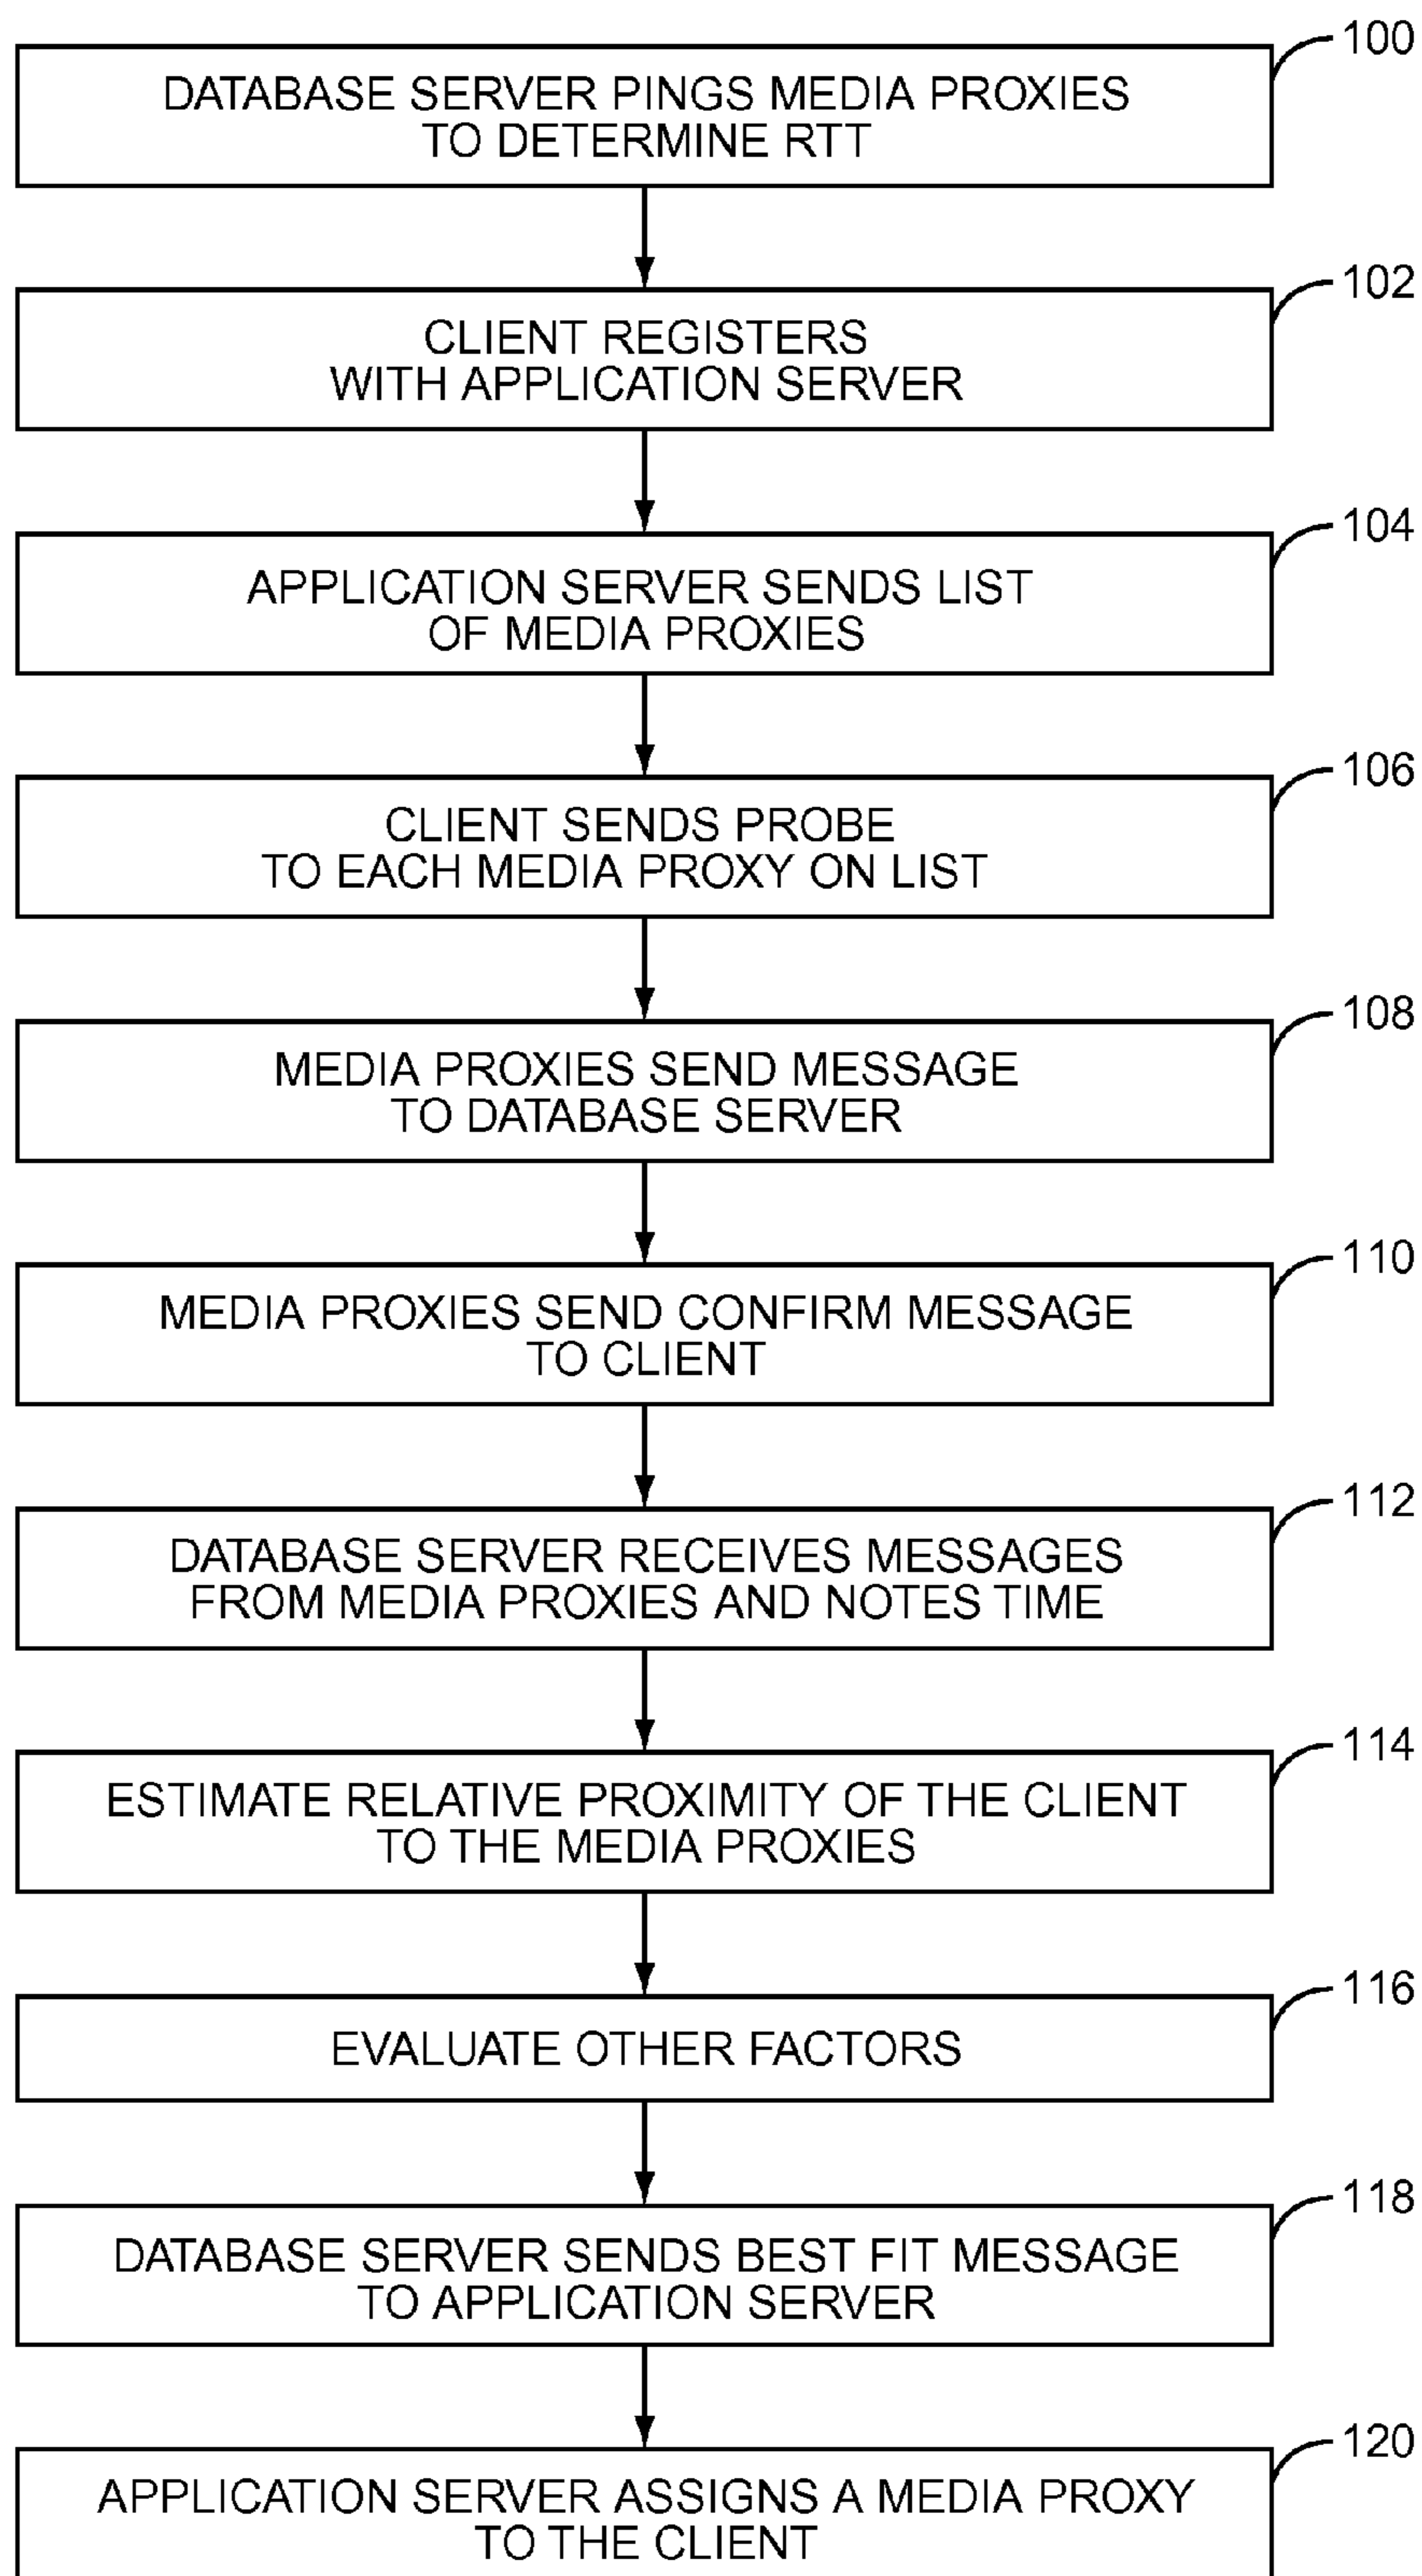 100
DATABASE SERVER PINGS MEDIA PROXIES
TO DETERMINE RTT
102
CLIENT REGISTERS
WITH APPLICATION SERVER
104
APPLICATION SERVER SENDS LIST
OF MEDIA PROXIES
106
CLIENT SENDS PROBE
TO EACH MEDIA PROXY ON LIST
108
MEDIA PROXIES SEND MESSAGE
TO DATABASE SERVER
110
MEDIA PROXIES SEND CONFIRM MESSAGE
TO CLIENT
112
DATABASE SERVER RECEIVES MESSAGES
FROM MEDIA PROXIES AND NOTES TIME
114
ESTIMATE RELATIVE PROXIMITY OF THE CLIENT
TO THE MEDIA PROXIES
116
EVALUATE OTHER FACTORS
118
DATABASE SERVER SENDS BEST FIT MESSAGE
TO APPLICATION SERVER
120
APPLICATION SERVER ASSIGNS A MEDIA PROXY
TO THE CLIENT